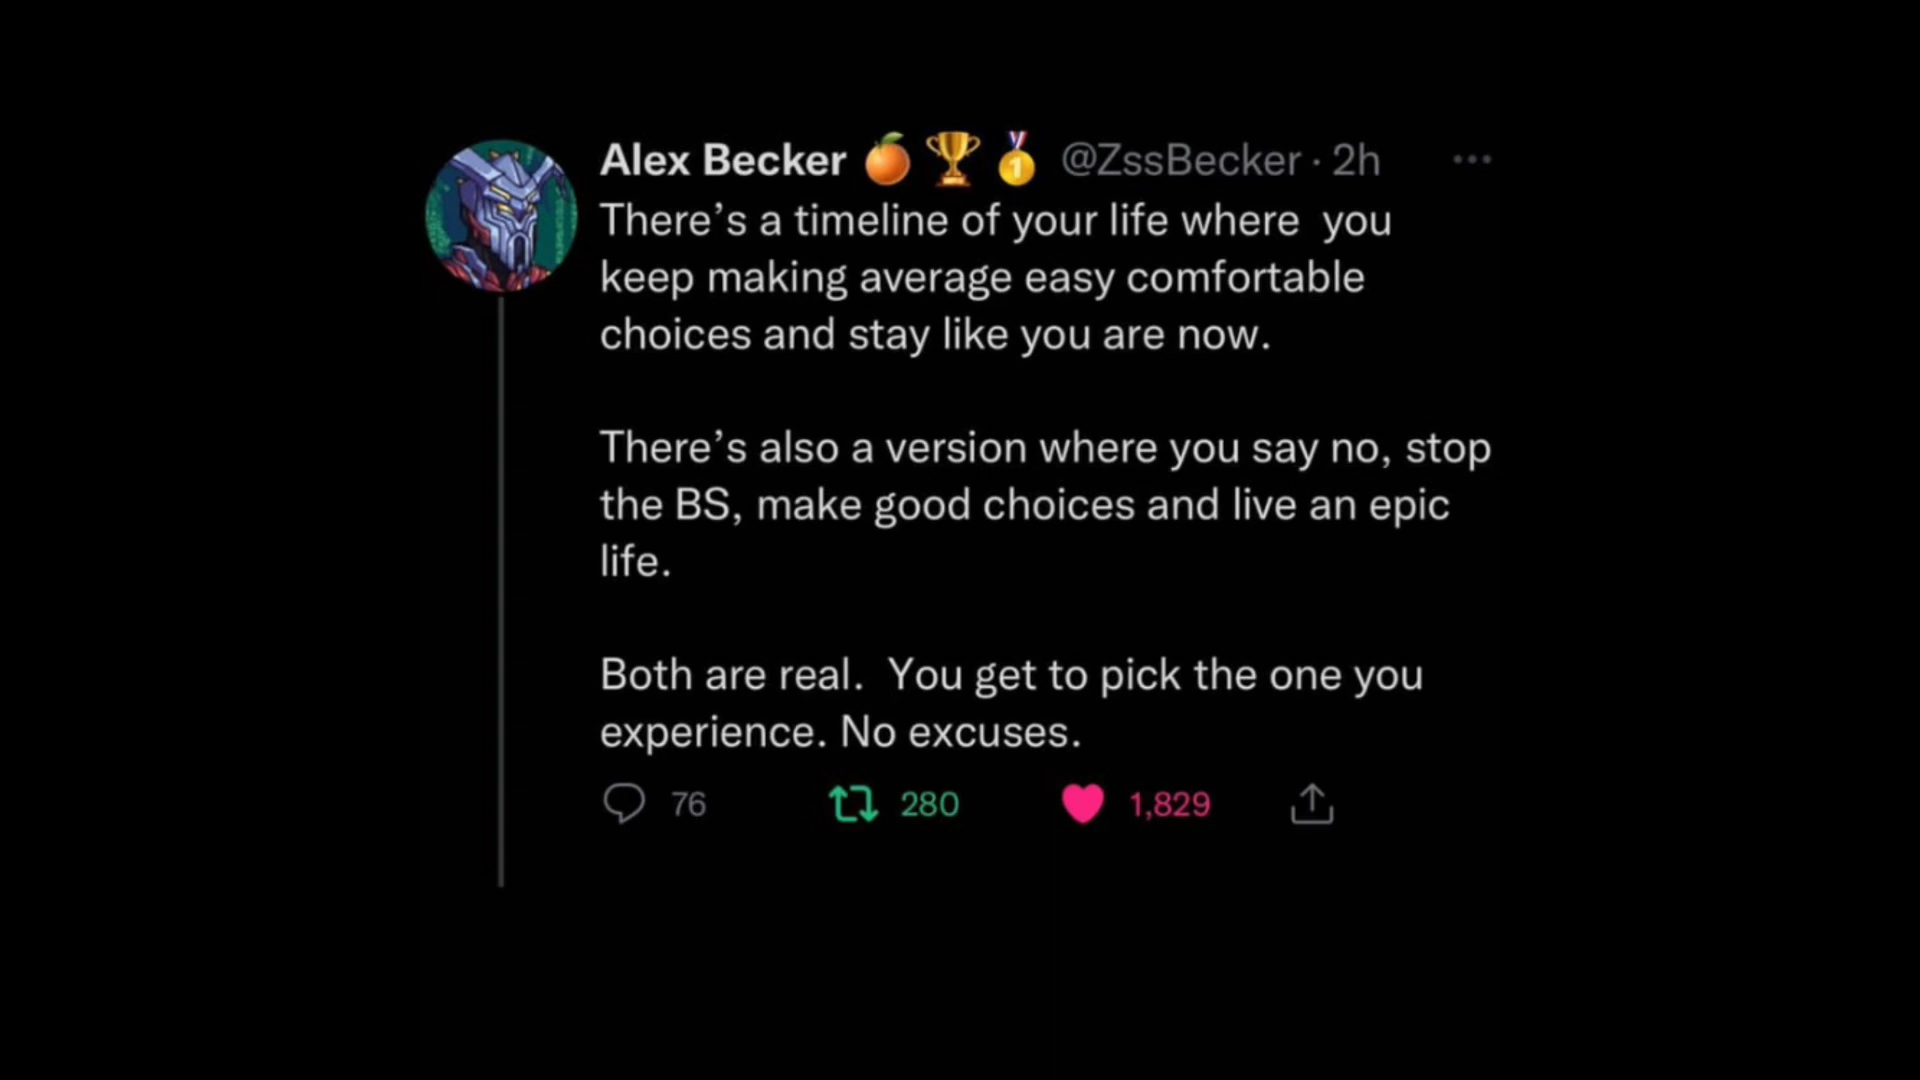 Alex Becker 🍊🏆🥇 @ZssBecker · 2h
There’s a timeline of your life where  you
keep making average easy comfortable
choices and stay like you are now.
There’s also a version where you say no, stop
the BS, make good choices and live an epic
life.
Both are real.  You get to pick the one you
experience. No excuses.
76 280 1,829